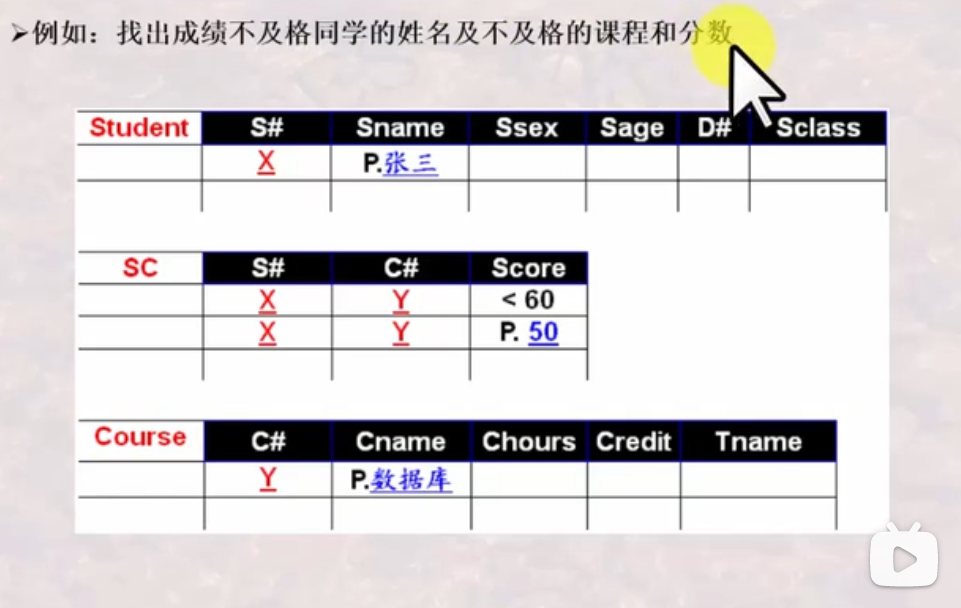 ➢例如：找出成绩不及格同学的姓名及不及格的课程和分数
Student S# Sname Ssex Sage D# Sclass
X P.张三
SC S# C# Score
X Y < 60
X Y P. 50
Course C# Cname Chours Credit Tname
Y P.数据库